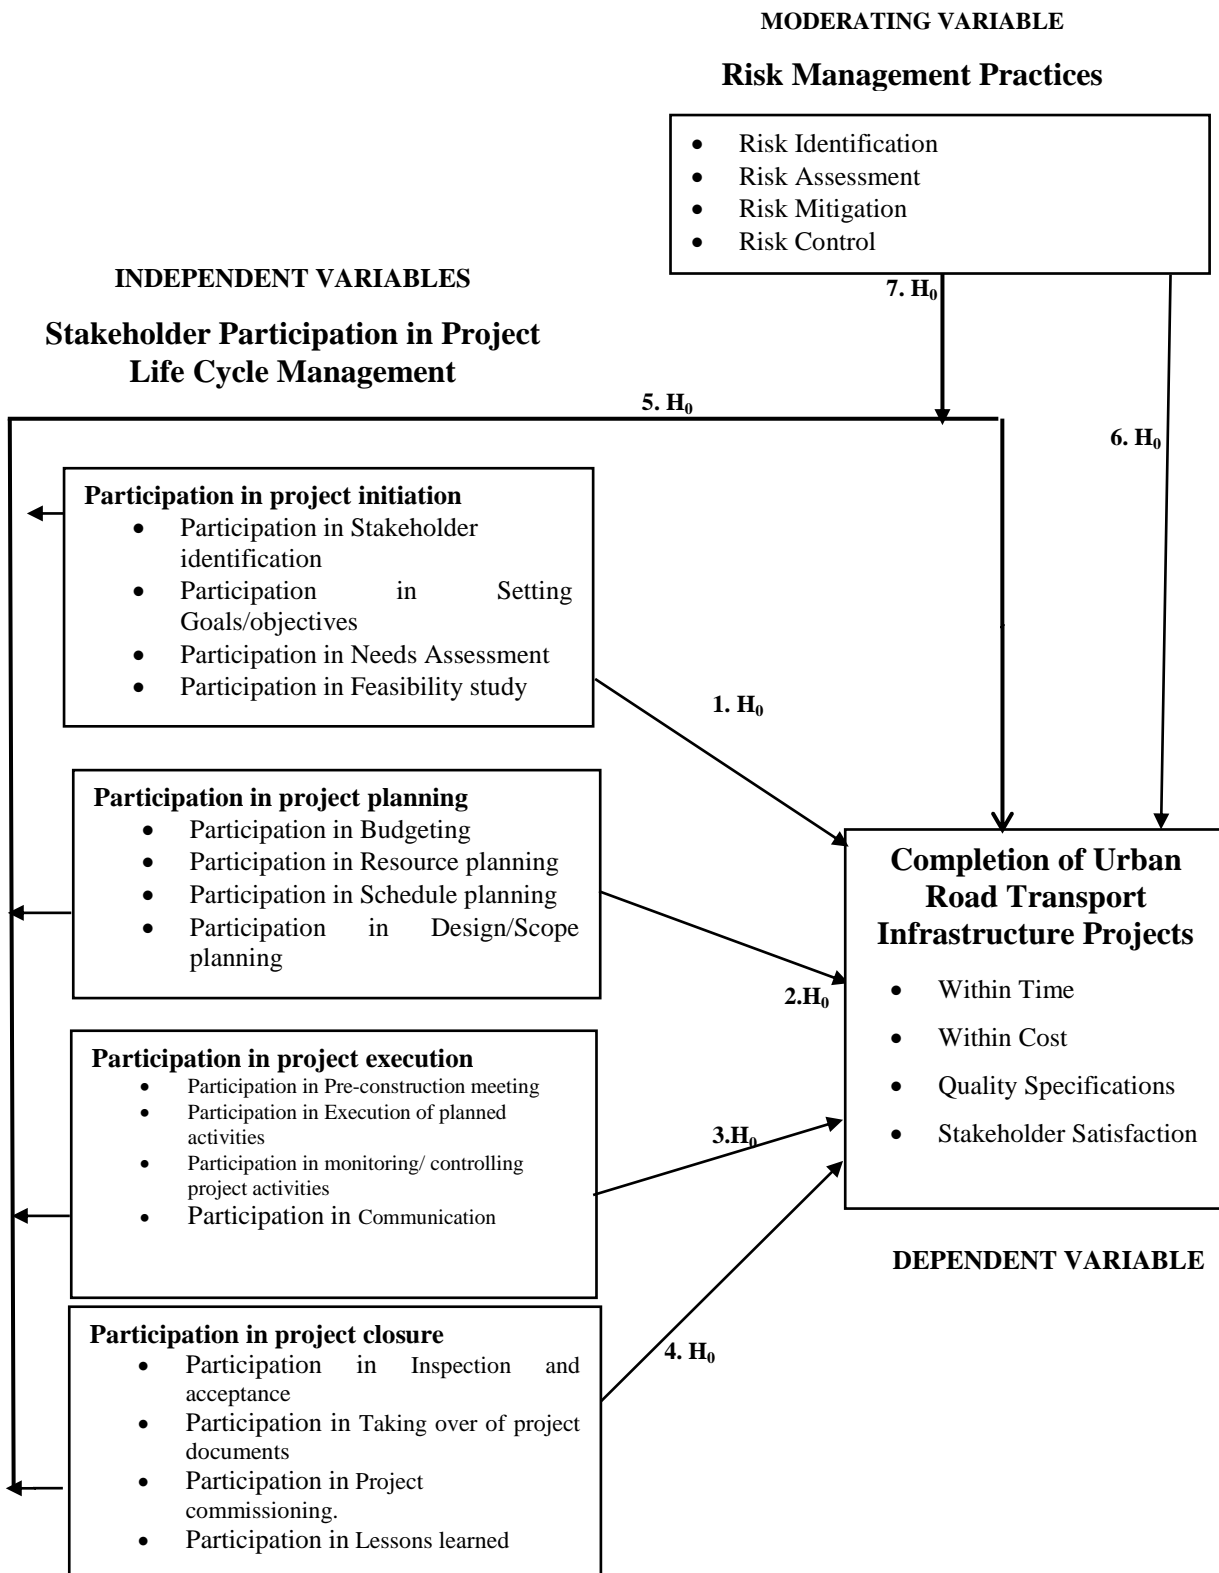 MODERATING VARIABLE
Risk Management Practices
• Risk Identification
• Risk Assessment
• Risk Mitigation
• Risk Control
7. H₀
INDEPENDENT VARIABLES
Stakeholder Participation in Project
Life Cycle Management
5. H₀
6. H₀
Participation in project initiation
• Participation in Stakeholder
identification
• Participation in Setting
Goals/objectives
• Participation in Needs Assessment
• Participation in Feasibility study
1. H₀
Participation in project planning
• Participation in Budgeting
• Participation in Resource planning
• Participation in Schedule planning
• Participation in Design/Scope
planning
2.H₀
Participation in project execution
• Participation in Pre-construction meeting
• Participation in Execution of planned
activities
• Participation in monitoring/ controlling
project activities
• Participation in Communication
3.H₀
Participation in project closure
• Participation in Inspection and
acceptance
• Participation in Taking over of project
documents
• Participation in Project
commissioning.
• Participation in Lessons learned
4. H₀
Completion of Urban
Road Transport
Infrastructure Projects
• Within Time
• Within Cost
• Quality Specifications
• Stakeholder Satisfaction
DEPENDENT VARIABLE